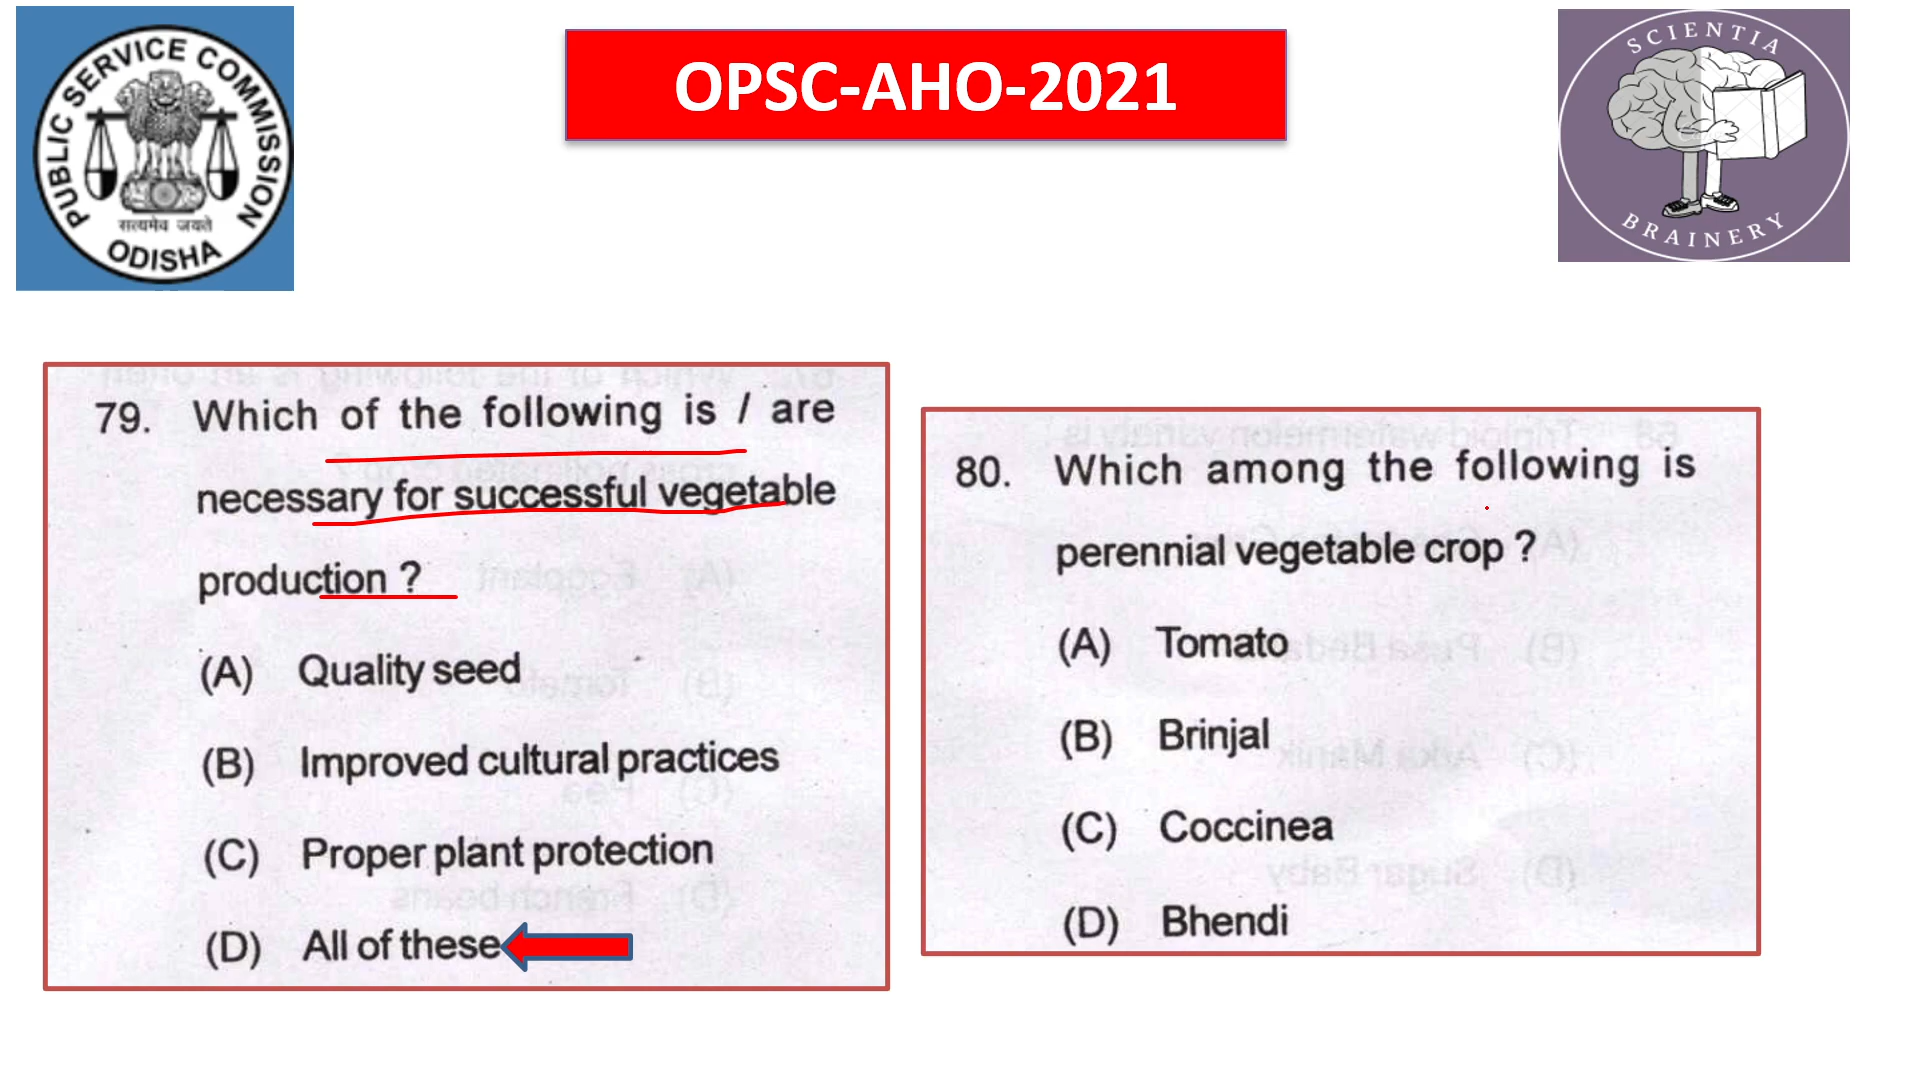 PUBLIC SERVICE COMMISSION
सत्यमेव जयते
ODISHA
OPSC-AHO-2021
SCIENTIA
BRAINERY
79. Which of the following is / are
necessary for successful vegetable
production ?
(A) Quality seed
(B) Improved cultural practices
(C) Proper plant protection
(D) All of these
80. Which among the following is
perennial vegetable crop ?
(A) Tomato
(B) Brinjal
(C) Coccinea
(D) Bhendi